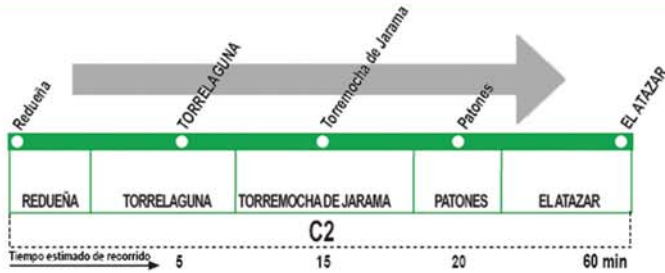 Redueña
TORRELAGUNA
Torremocha de Jarama
Patones
EL ATAZAR
REDUEÑA TORRELAGUNA TORREMOCHA DE JARAMA PATONES EL ATAZAR
C2
Tiempo estimado de recorrido 5 15 20 60 min